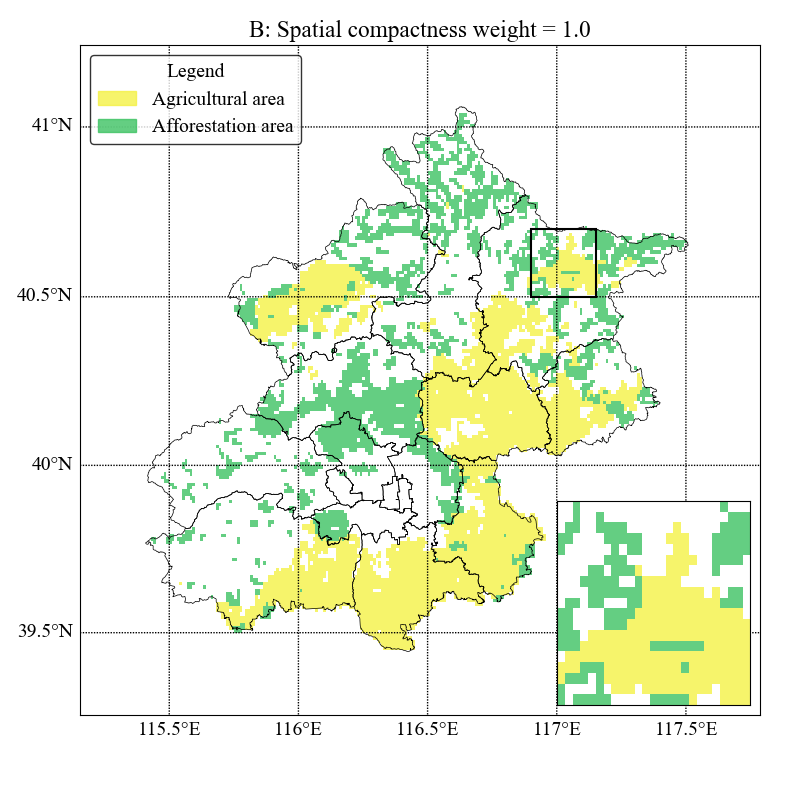 B: Spatial compactness weight = 1.0
Legend
Agricultural area
Afforestation area
41°N
40.5°N
40°N
39.5°N
115.5°E
116°E
116.5°E
117°E
117.5°E